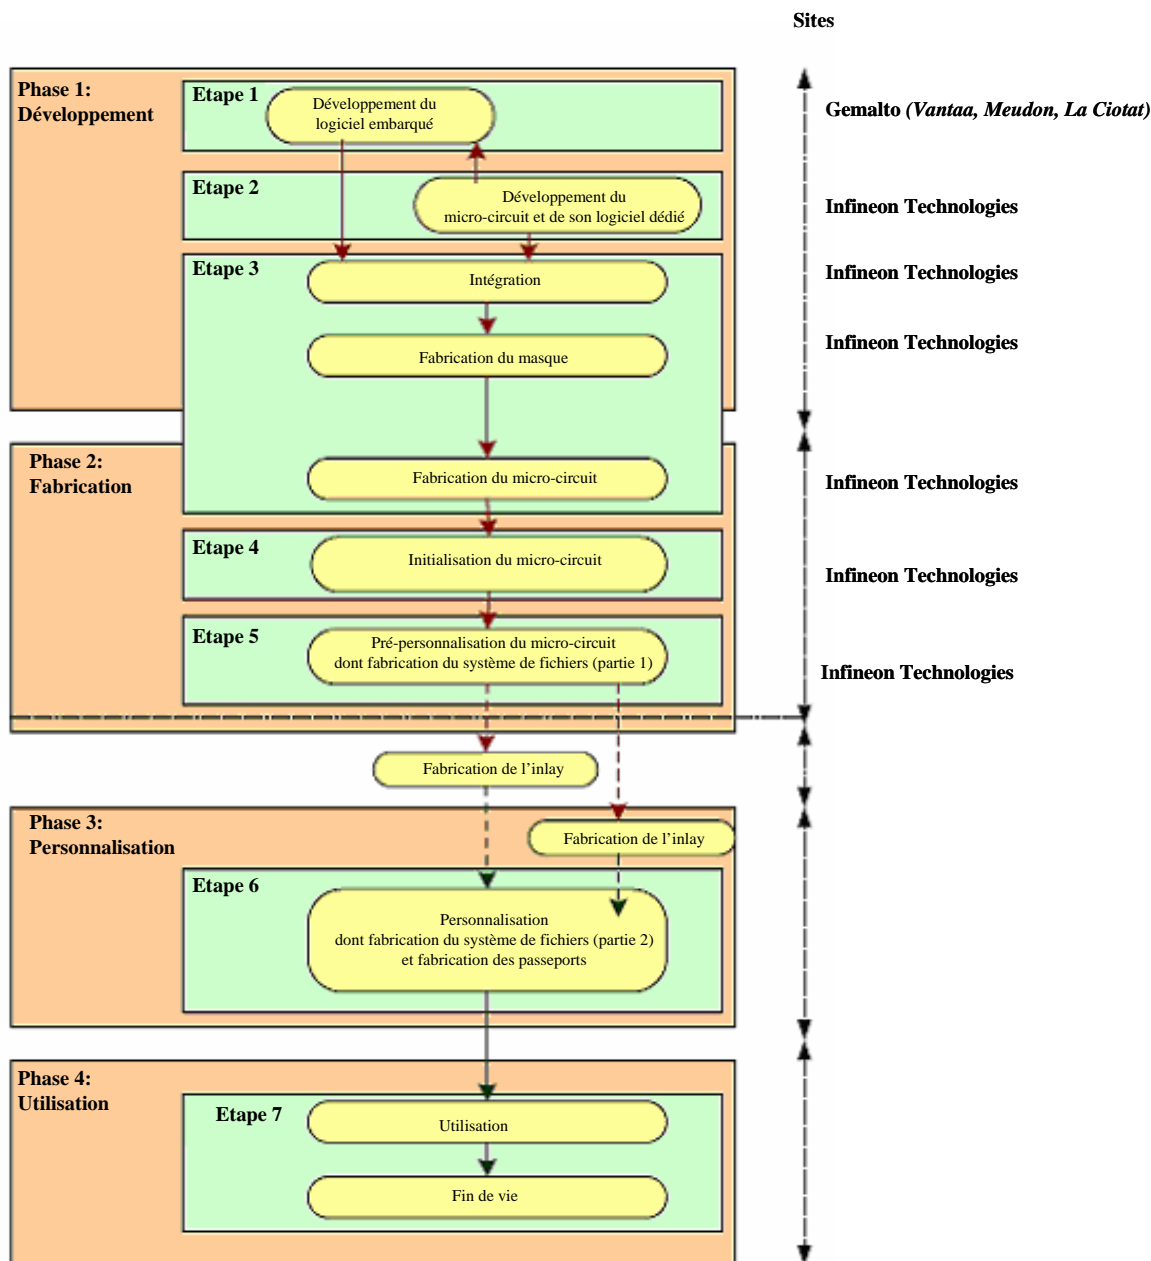 Sites
Phase 1:
Développement
Etape 1
Développement du
logiciel embarqué
Gemalto (Vantaa, Meudon, La Ciotat)
Etape 2
Développement du
micro-circuit et de son logiciel dédié
Infineon Technologies
Etape 3
Intégration
Infineon Technologies
Fabrication du masque
Infineon Technologies
Phase 2:
Fabrication
Fabrication du micro-circuit
Infineon Technologies
Etape 4
Initialisation du micro-circuit
Infineon Technologies
Etape 5
Pré-personnalisation du micro-circuit
dont fabrication du système de fichiers (partie 1)
Infineon Technologies
Fabrication de l’inlay
Phase 3:
Personnalisation
Fabrication de l’inlay
Etape 6
Personnalisation
dont fabrication du système de fichiers (partie 2)
et fabrication des passeports
Phase 4:
Utilisation
Etape 7
Utilisation
Fin de vie